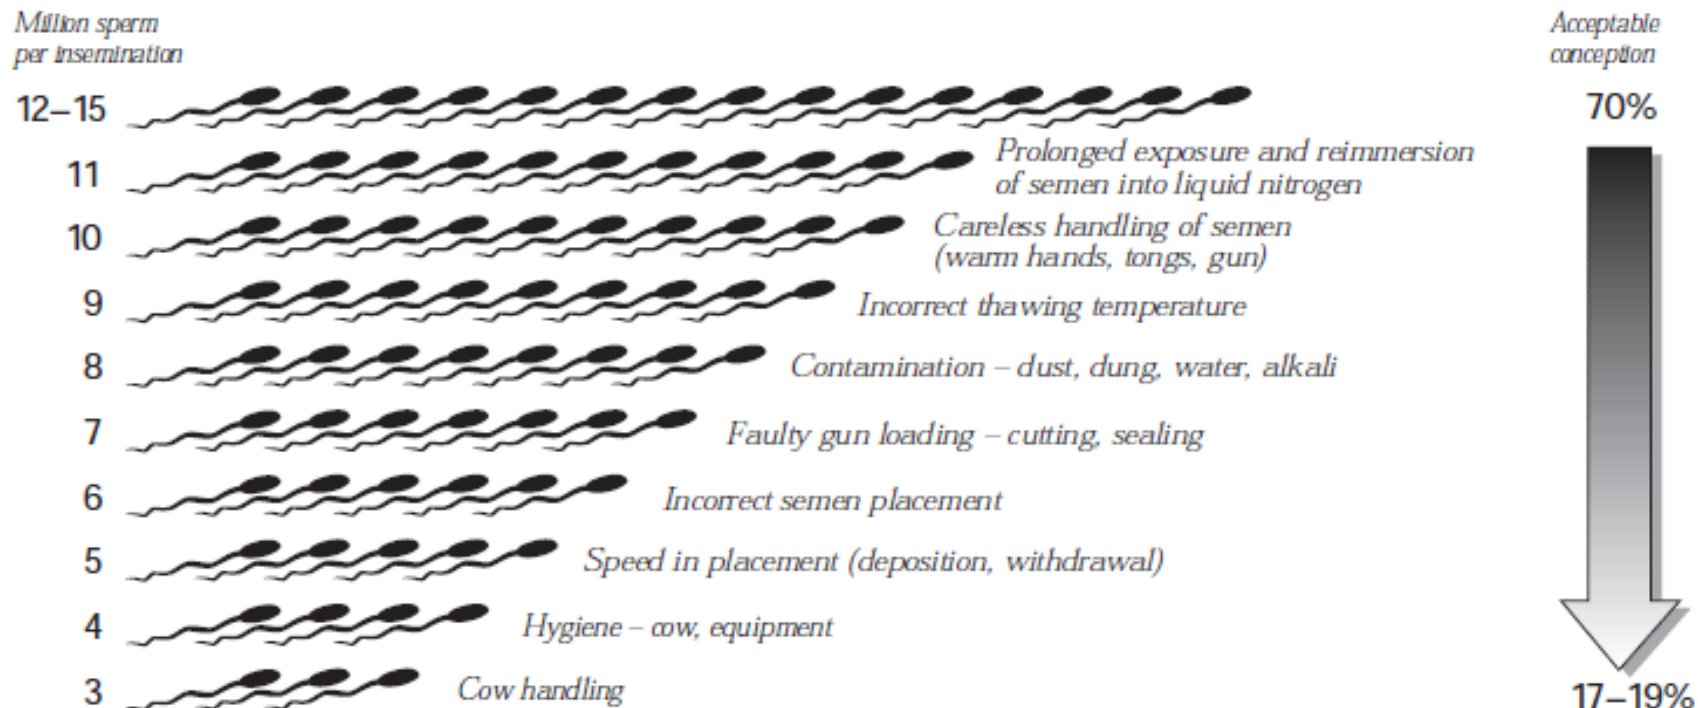 Million sperm
per insemination
Acceptable
conception
12–15
70%
11
Prolonged exposure and reimmersion
of semen into liquid nitrogen
10
Careless handling of semen
(warm hands, tongs, gun)
9
Incorrect thawing temperature
8
Contamination – dust, dung, water, alkali
7
Faulty gun loading – cutting, sealing
6
Incorrect semen placement
5
Speed in placement (deposition, withdrawal)
4
Hygiene – cow, equipment
3
Cow handling
17–19%